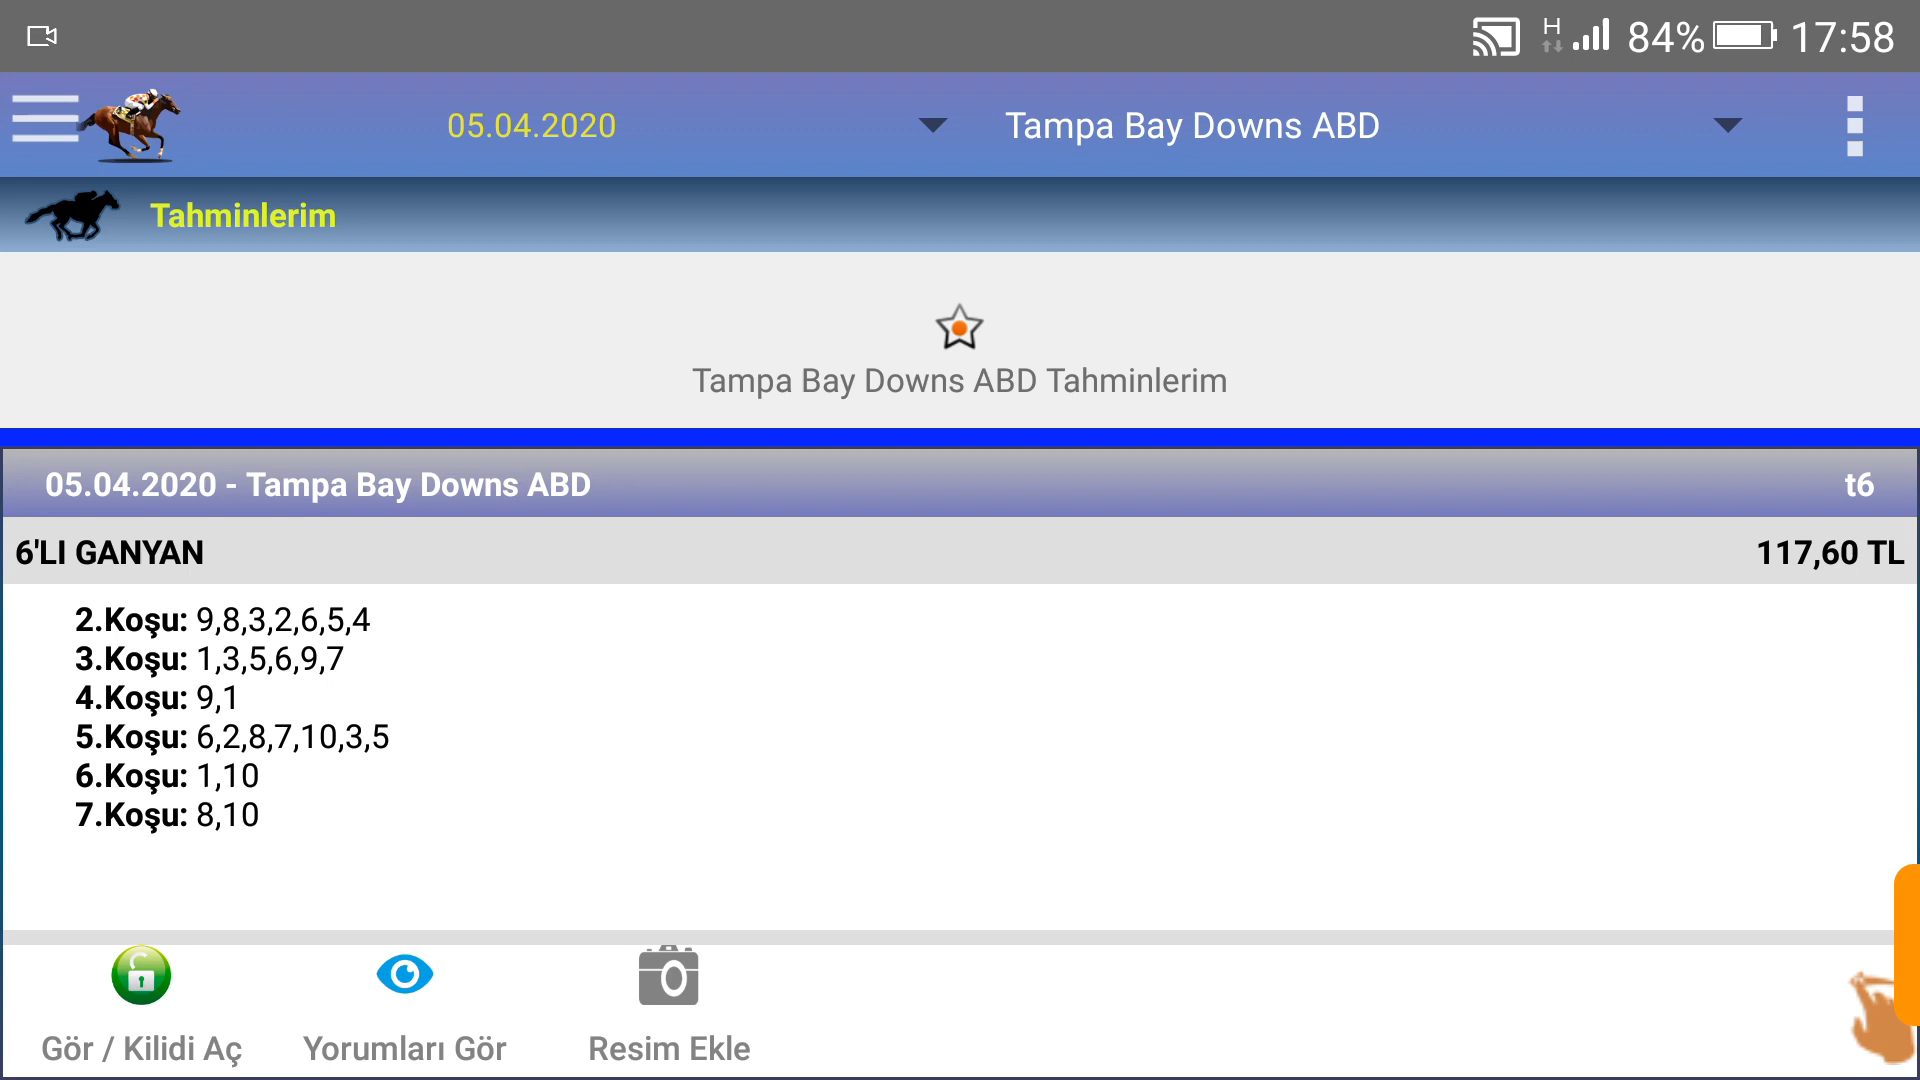 H 84% 17:58
05.04.2020 Tampa Bay Downs ABD
Tahminlerim
Tampa Bay Downs ABD Tahminlerim
05.04.2020 - Tampa Bay Downs ABD t6
6'LI GANYAN 117,60 TL
2.Koşu: 9,8,3,2,6,5,4
3.Koşu: 1,3,5,6,9,7
4.Koşu: 9,1
5.Koşu: 6,2,8,7,10,3,5
6.Koşu: 1,10
7.Koşu: 8,10
Gör / Kilidi Aç Yorumları Gör Resim Ekle